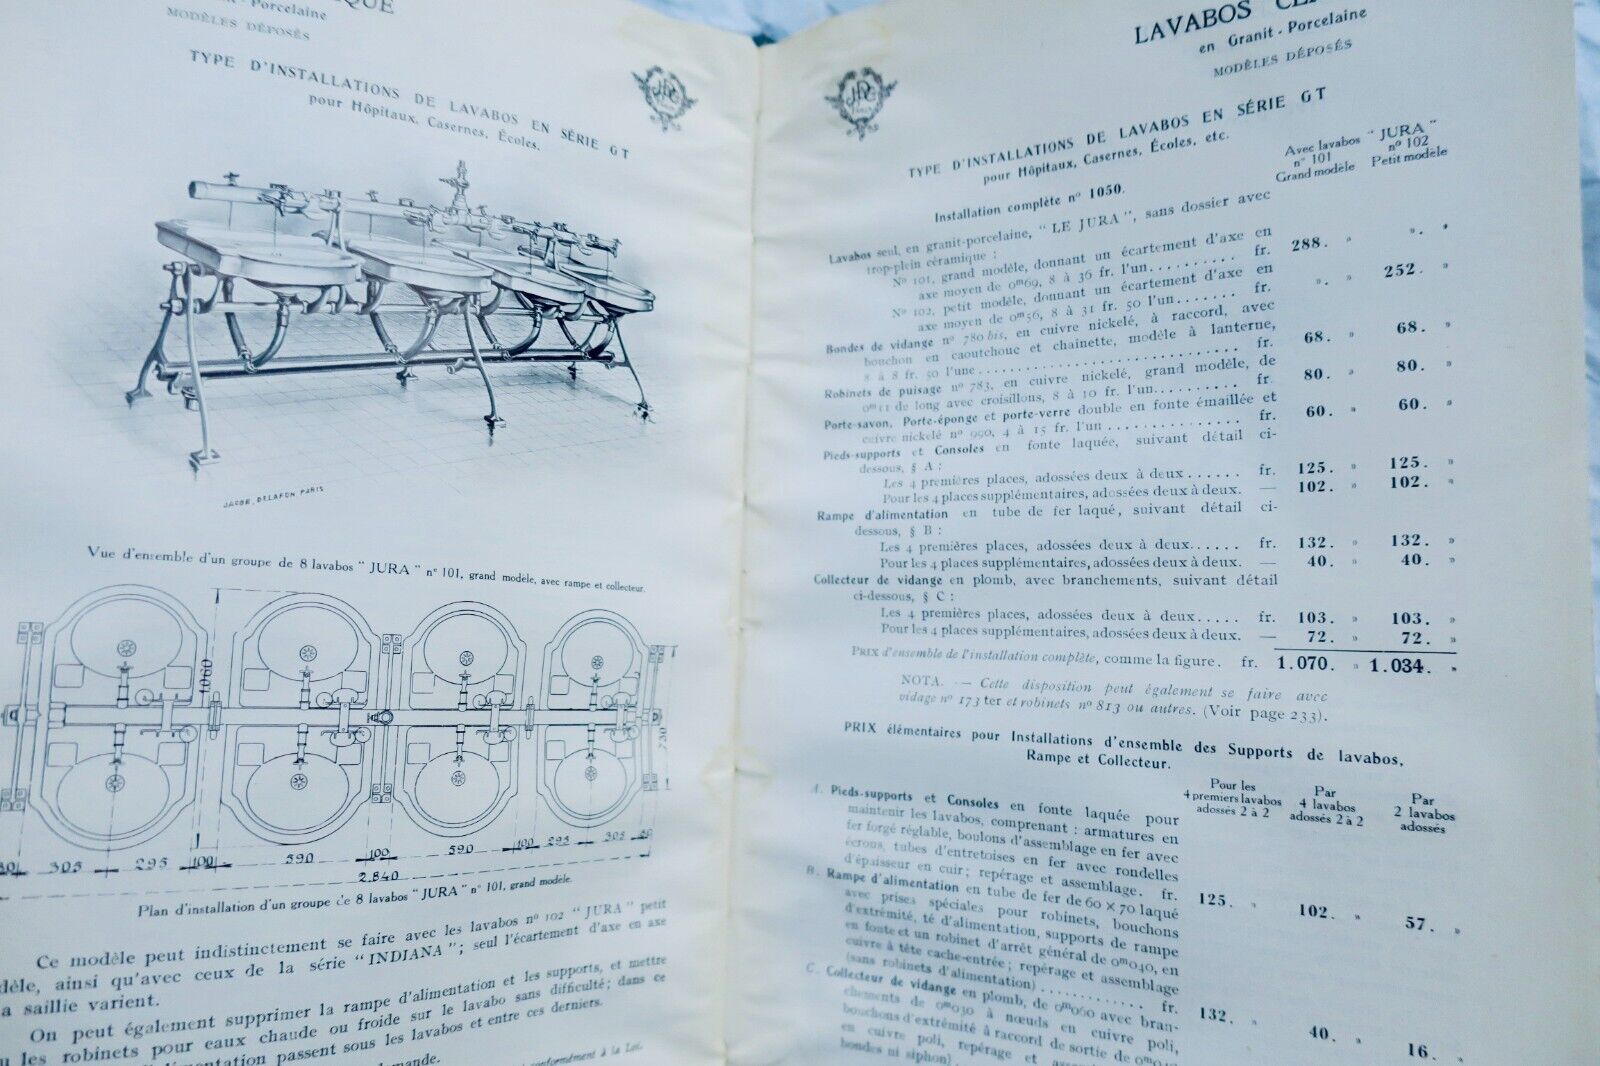 QUE
Porcelaine
MODÈLES DÉPOSÉS
TYPE D'INSTALLATIONS DE LAVABOS EN SÉRIE GT
pour Hôpitaux, Casernes, Écoles.
JACOB, DELAFON PARIS
Vue d'ensemble d'un groupe de 8 lavabos "JURA" n° 101, grand modèle, avec rampe et collecteur.
1060
730
305 295 100 590 100 590 100 295 305
2.840
Plan d'installation d'un groupe de 8 lavabos "JURA" n° 101, grand modèle.
Ce modèle peut indistinctement se faire avec les lavabos n° 102 "JURA" petit
dèle, ainsi qu'avec ceux de la série "INDIANA"; seul l'écartement d'axe en axe
a saillie varient.
On peut également supprimer la rampe d'alimentation et les supports, et mettre
les robinets pour eaux chaude ou froide sur le lavabo sans difficulté; dans ce
alimentation passent sous les lavabos et entre ces derniers.
mande.
conformément à la Loi.
LAVABOS
en Granit-Porcelaine
MODÈLES DÉPOSÉS
TYPE D'INSTALLATIONS DE LAVABOS EN SÉRIE GT
pour Hôpitaux, Casernes, Écoles, etc.
Avec lavabos "JURA"
n° 101 n° 102
Grand modèle Petit modèle
Installation complète n° 1050.
Lavabos seul, en granit-porcelaine, "LE JURA", sans dossier avec
trop-plein céramique :
N° 101, grand modèle, donnant un écartement d'axe en
axe moyen de 0m69, 8 à 36 fr. l'un.......... fr. 288. » ». »
N° 102, petit modèle, donnant un écartement d'axe en
axe moyen de 0m56, 8 à 31 fr. 50 l'un....... fr. ». » 252. »
Bondes de vidange n° 780 bis, en cuivre nickelé, à raccord, avec
bouchon en caoutchouc et chainette, modèle à lanterne,
8 à 8 fr. 50 l'une.......................... fr. 68. » 68. »
Robinets de puisage n° 783, en cuivre nickelé, grand modèle, de
0m11 de long avec croisillons, 8 à 10 fr. l'un.......... fr. 80. » 80. »
Porte-savon, Porte-éponge et porte-verre double en fonte émaillée et
cuivre nickelé n° 990, 4 à 15 fr. l'un............... fr. 60. » 60. »
Pieds-supports et Consoles en fonte laquée, suivant détail ci-
dessous, § A :
Les 4 premières places, adossées deux à deux...... fr. 125. » 125. »
Pour les 4 places supplémentaires, adossées deux à deux. — 102. » 102. »
Rampe d'alimentation en tube de fer laqué, suivant détail ci-
dessous, § B :
Les 4 premières places, adossées deux à deux...... fr. 132. » 132. »
Pour les 4 places supplémentaires, adossées deux à deux. — 40. » 40. »
Collecteur de vidange en plomb, avec branchements, suivant détail
ci-dessous, § C :
Les 4 premières places, adossées deux à deux..... fr. 103. » 103. »
Pour les 4 places supplémentaires, adossées deux à deux. — 72. » 72. »
PRIX d'ensemble de l'installation complète, comme la figure. fr. 1.070. » 1.034. »
NOTA. — Cette disposition peut également se faire avec
vidage n° 173 ter et robinets n° 813 ou autres. (Voir page 233).
PRIX élémentaires pour Installations d'ensemble des Supports de lavabos,
Rampe et Collecteur.
Pour les Par Par
4 premiers lavabos 4 lavabos 2 lavabos
adossés 2 à 2 adossés 2 à 2 adossés
A. Pieds-supports et Consoles en fonte laquée pour
maintenir les lavabos, comprenant : armatures en
fer forgé réglable, boulons d'assemblage en fer avec
écrous, tubes d'entretoises en fer avec rondelles
d'épaisseur en cuir; repérage et assemblage. fr. 125. » 102. » 57. »
B. Rampe d'alimentation en tube de fer de 60 × 70 laqué
avec prises spéciales pour robinets, bouchons
d'extrémité, té d'alimentation, supports de rampe
en fonte et un robinet d'arrêt général de 0m040, en
cuivre à tête cache-entrée; repérage et assemblage
(sans robinets d'alimentation)............ fr. 132. » 40. » 16. »
C. Collecteur de vidange en plomb, de 0m060 avec bran-
chements de 0m030 à nœuds en cuivre poli,
bouchons d'extrémité à raccord de sortie de
en cuivre poli, repérage et
bondes ni siphon)